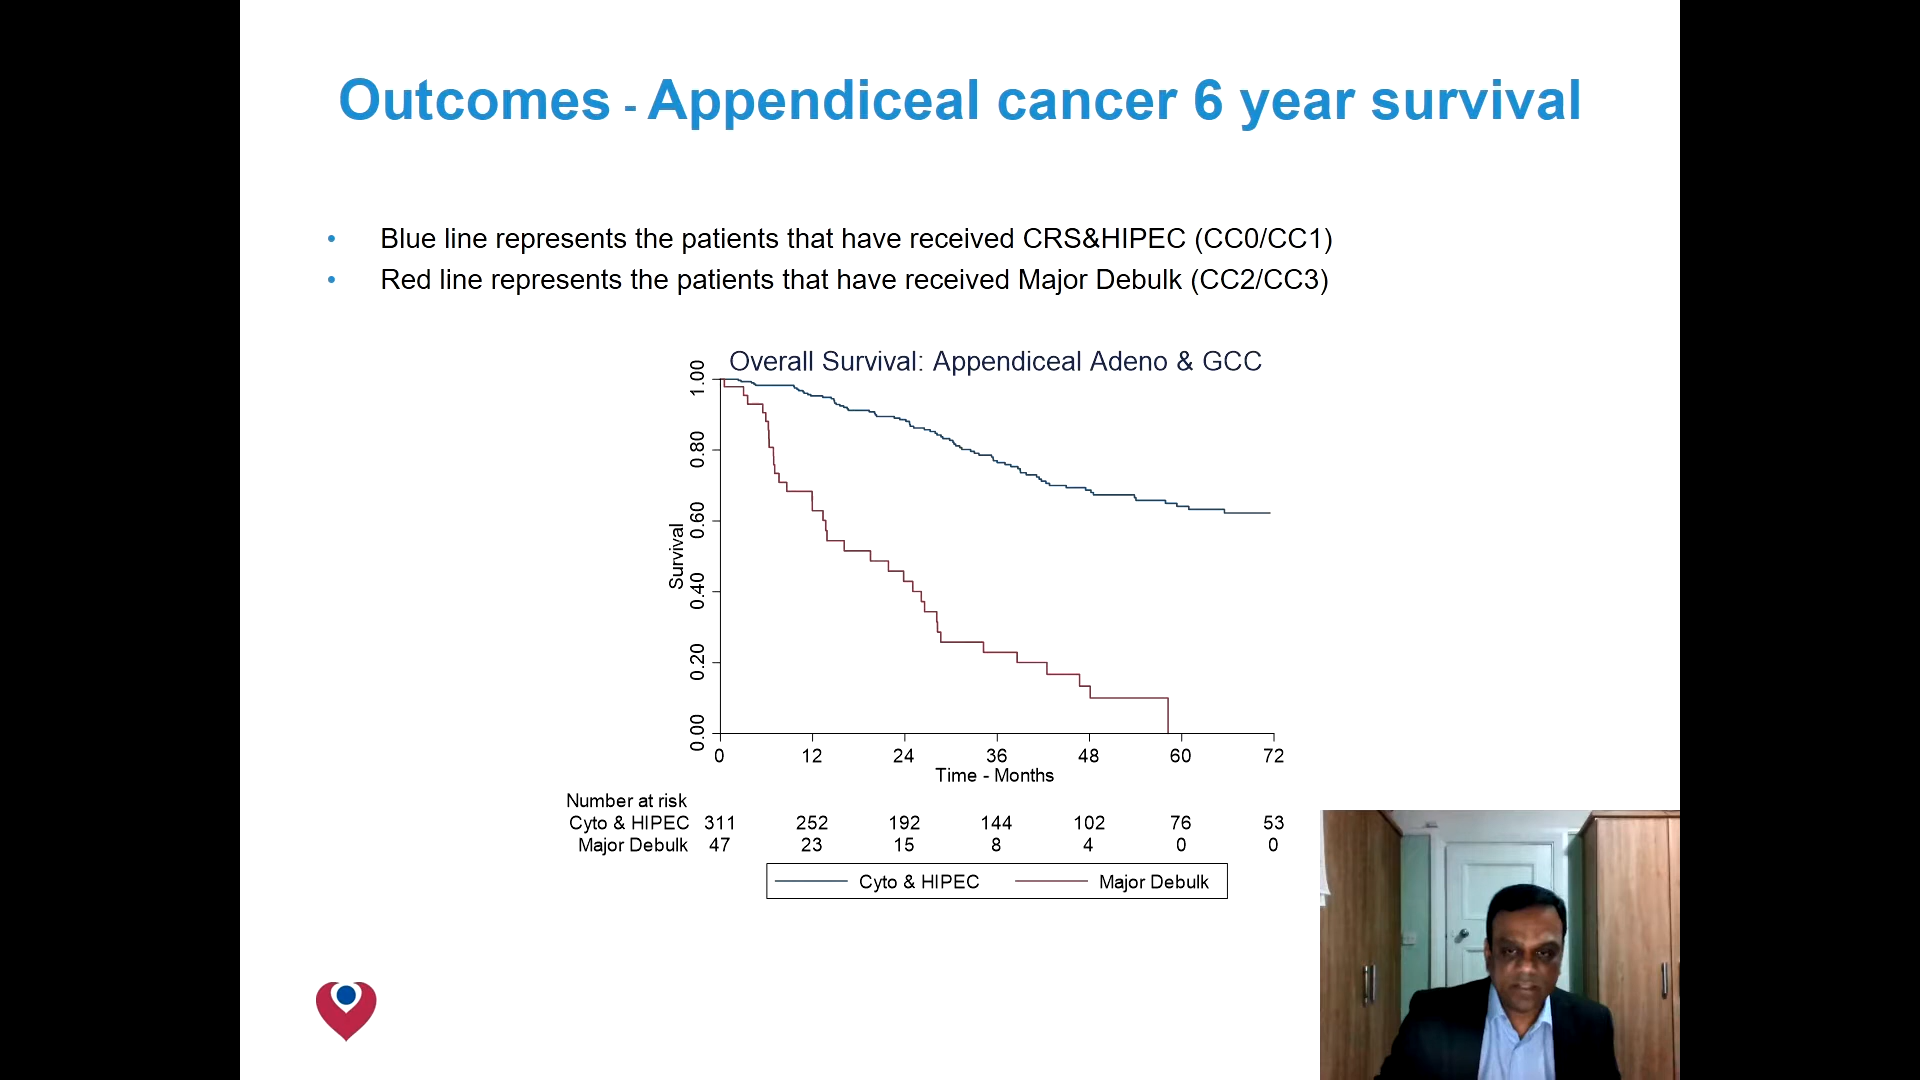 Outcomes - Appendiceal cancer 6 year survival
• Blue line represents the patients that have received CRS&HIPEC (CC0/CC1)
• Red line represents the patients that have received Major Debulk (CC2/CC3)
Overall Survival: Appendiceal Adeno & GCC
1.00
0.80
0.60
0.40
0.20
0.00
Survival
0 12 24 36 48 60 72
Time - Months
Number at risk
Cyto & HIPEC 311 252 192 144 102 76 53
Major Debulk 47 23 15 8 4 0 0
Cyto & HIPEC Major Debulk